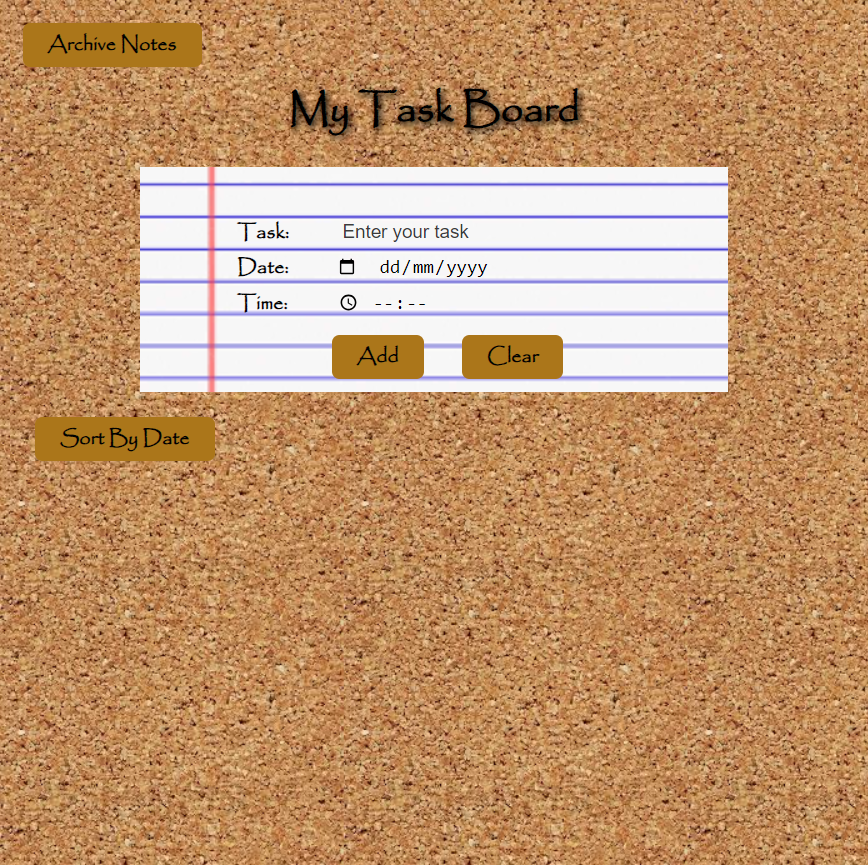 Archive Notes
My Task Board
Task: Enter your task
Date: dd/mm/yyyy
Time: --:--
Add Clear
Sort By Date